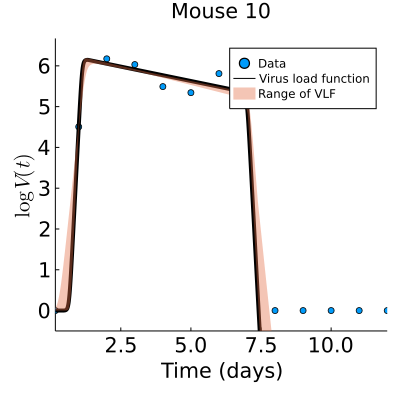 Mouse 10
Data
Virus load function
Range of VLF
log V(t)
6
5
4
3
2
1
0
2.5 5.0 7.5 10.0
Time (days)